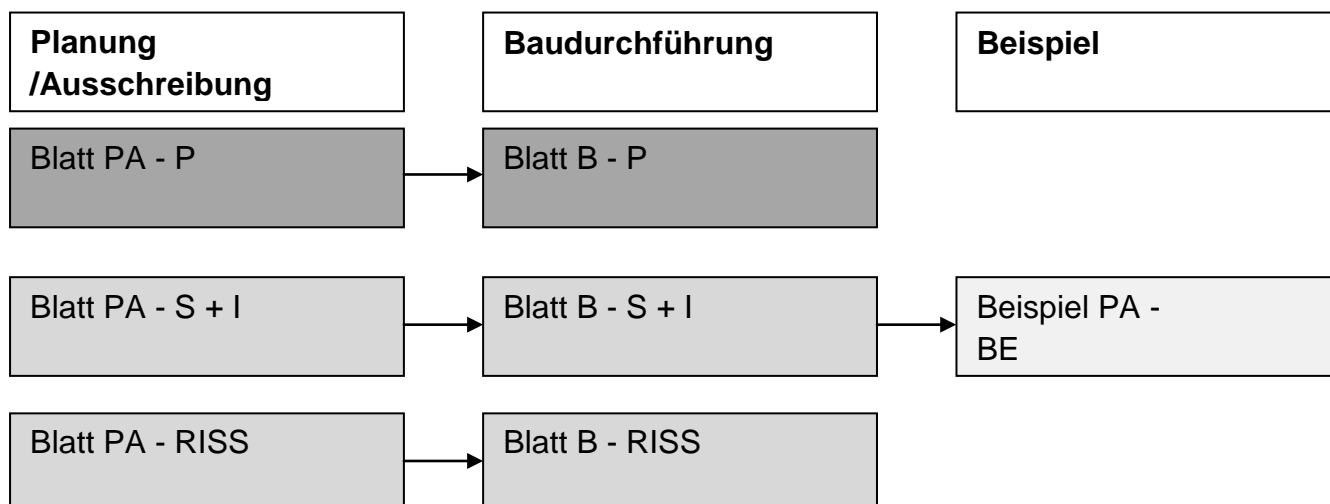 Planung
/Ausschreibung
Baudurchführung
Beispiel
Blatt PA - P
Blatt B - P
Blatt PA - S + I
Blatt B - S + I
Beispiel PA -
BE
Blatt PA - RISS
Blatt B - RISS